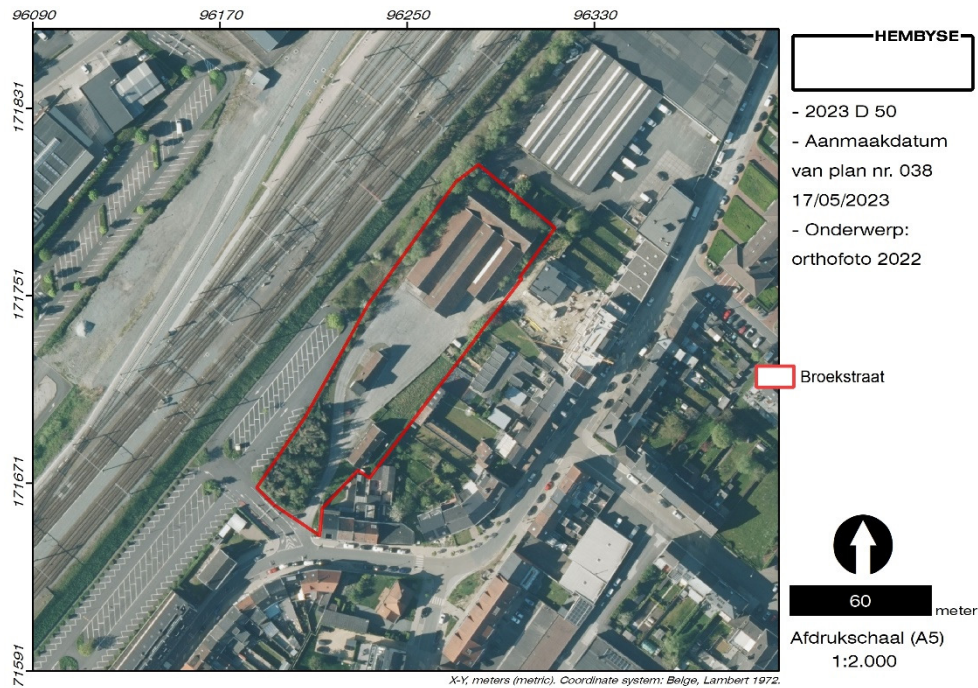 96090 96170 96250 96330
171831
171751
171671
171591
HEMBYSE
- 2023 D 50
- Aanmaakdatum
van plan nr. 038
17/05/2023
- Onderwerp:
orthofoto 2022
Broekstraat
60 meter
Afdrukschaal (A5)
1:2.000
X-Y, meters (metric). Coordinate system: Belge, Lambert 1972.